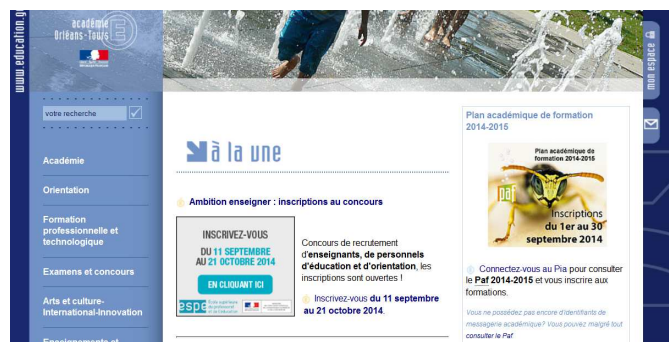 www.education.g
académie
Orléans-Tours
mon espace
votre recherche
Académie
Orientation
Formation
professionnelle et
technologique
Examens et concours
Arts et culture-
International-Innovation
Enseignements et
à la une
Ambition enseigner : inscriptions au concours
INSCRIVEZ-VOUS
DU 11 SEPTEMBRE
AU 21 OCTOBRE 2014
EN CLIQUANT ICI
espe
Concours de recrutement
d'enseignants, de personnels
d'éducation et d'orientation, les
inscriptions sont ouvertes !
Inscrivez-vous du 11 septembre
au 21 octobre 2014.
Plan académique de formation
2014-2015
Plan académique de
formation 2014-2015
paf
Inscriptions
du 1er au 30
septembre 2014
Connectez-vous au Pia pour consulter
le Paf 2014-2015 et vous inscrire aux
formations.
Vous ne possédez pas encore d'identifiants de
messagerie académique? Vous pouvez malgré tout
consulter le Paf